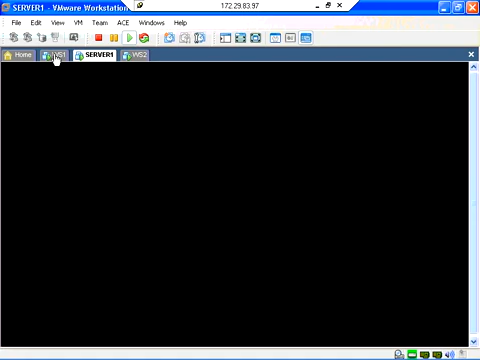 SERVER1 - VMware Workstation
172.29.83.97
File Edit View VM Team ACE Windows Help
Home WS1 SERVER1 WS2